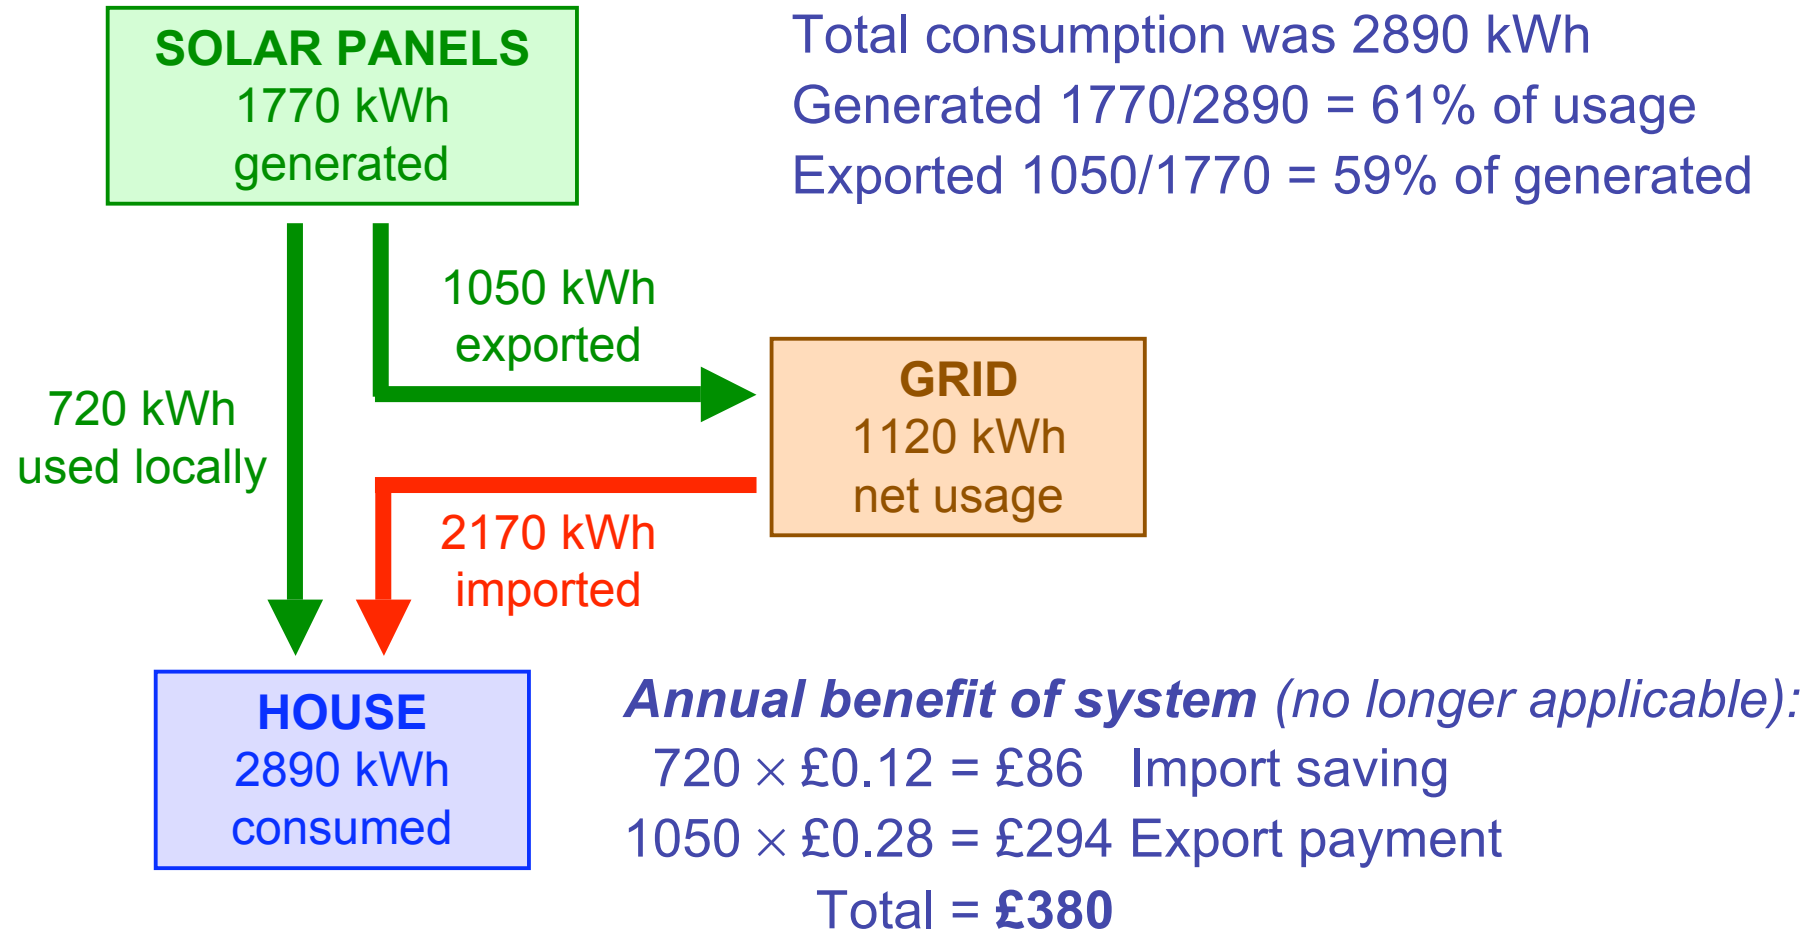 SOLAR PANELS
1770 kWh
generated
Total consumption was 2890 kWh
Generated 1770/2890 = 61% of usage
Exported 1050/1770 = 59% of generated
1050 kWh
exported
720 kWh
used locally
GRID
1120 kWh
net usage
2170 kWh
imported
HOUSE
2890 kWh
consumed
Annual benefit of system (no longer applicable):
720 × £0.12 = £86 Import saving
1050 × £0.28 = £294 Export payment
Total = £380